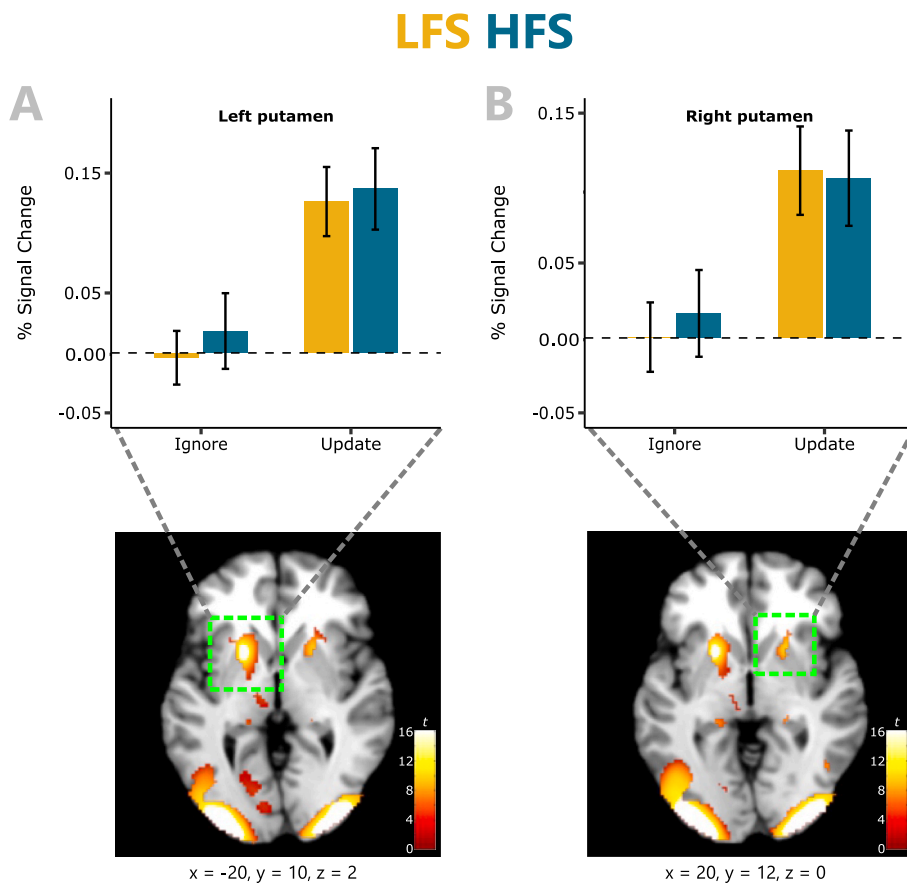 LFS HFS
A
Left putamen
% Signal Change
0.15
0.05
0.00
-0.05
Ignore Update
B
Right putamen
% Signal Change
0.15
0.05
0.00
-0.05
Ignore Update
t
16
12
8
4
0
x = -20, y = 10, z = 2
t
16
12
8
4
0
x = 20, y = 12, z = 0